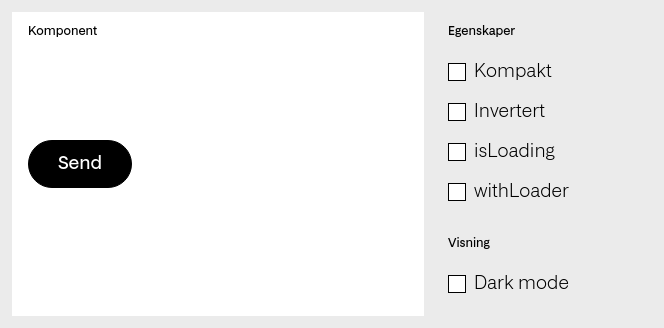 Komponent
Send
Egenskaper
Kompakt
Invertert
isLoading
withLoader
Visning
Dark mode